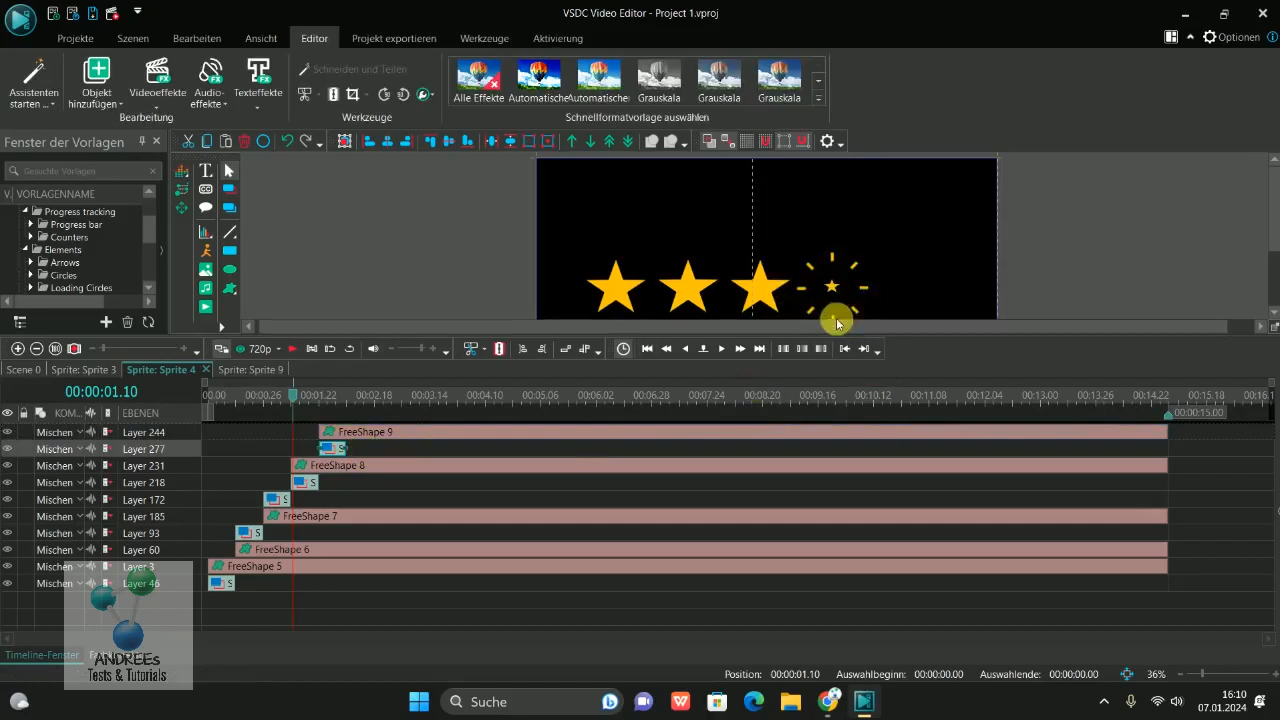 VSDC Video Editor - Project 1.vproj
Projekte Szenen Bearbeiten Ansicht Editor Projekt exportieren Werkzeuge Aktivierung
Optionen
Assistenten starten ...
Objekt hinzufügen
Videoeffekte
Audio-effekte
Texteffekte
Schneiden und Teilen
Alle Effekte Automatische Automatische Grauskala Grauskala Grauskala
Bearbeitung Werkzeuge Schnellformatvorlage auswählen
Fenster der Vorlagen
Gesuchte Vorlagen
V. VORLAGENNAME
Progress tracking
Progress bar
Counters
Elements
Arrows
Circles
Loading Circles
720p
Scene 0 Sprite: Sprite 3 Sprite: Sprite 4 Sprite: Sprite 9
00:00:01.10
00.00 00:00.26 00:01.22 00:02.18 00:03.14 00:04.10 00:05.06 00:06.02 00:06.28 00:07.24 00:08.20 00:09.16 00:10.12 00:11.08 00:12.04 00:13.00 00:13.26 00:14.22 00:15.18 00:16.1
KOM... EBENEN
00:00:15.00
Mischen Layer 244 FreeShape 9
Mischen Layer 277 S
Mischen Layer 231 FreeShape 8
Mischen Layer 218 S
Mischen Layer 172 S
Mischen Layer 185 FreeShape 7
Mischen Layer 93 S
Mischen Layer 60 FreeShape 6
Mischen Layer 3 FreeShape 5
Mischen Layer 46 S
ANDREEs
Tests & Tutorials
Timeline-Fenster
Position: 00:00:01.10 Auswahlbeginn: 00:00:00.00 Auswahlende: 00:00:00.00 36%
Suche
16:10
07.01.2024